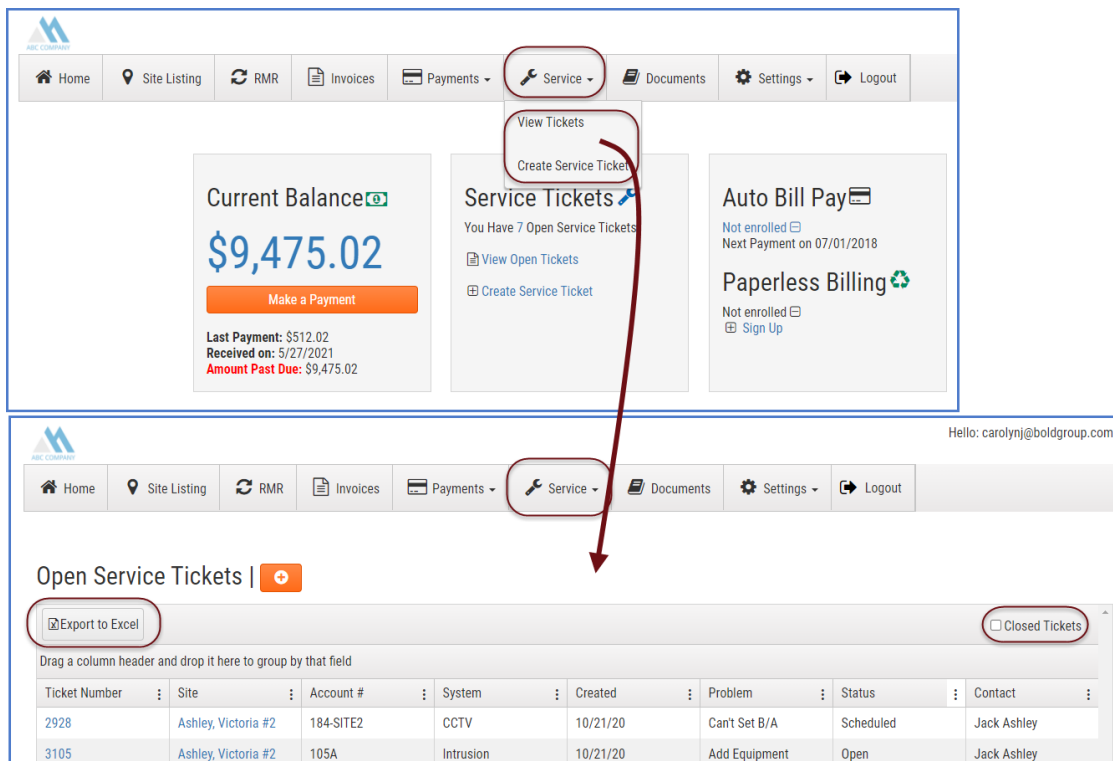 ABC COMPANY
Home Site Listing RMR Invoices Payments Service Documents Settings Logout
View Tickets
Create Service Ticket
Current Balance
$9,475.02
Make a Payment
Last Payment: $512.02
Received on: 5/27/2021
Amount Past Due: $9,475.02
Service Tickets
You Have 7 Open Service Tickets
View Open Tickets
Create Service Ticket
Auto Bill Pay
Not enrolled
Next Payment on 07/01/2018
Paperless Billing
Not enrolled
Sign Up
Hello: carolynj@boldgroup.com
ABC COMPANY
Home Site Listing RMR Invoices Payments Service Documents Settings Logout
Open Service Tickets |
Export to Excel Closed Tickets
Drag a column header and drop it here to group by that field
Ticket Number Site Account # System Created Problem Status Contact
2928 Ashley, Victoria #2 184-SITE2 CCTV 10/21/20 Can't Set B/A Scheduled Jack Ashley
3105 Ashley, Victoria #2 105A Intrusion 10/21/20 Add Equipment Open Jack Ashley